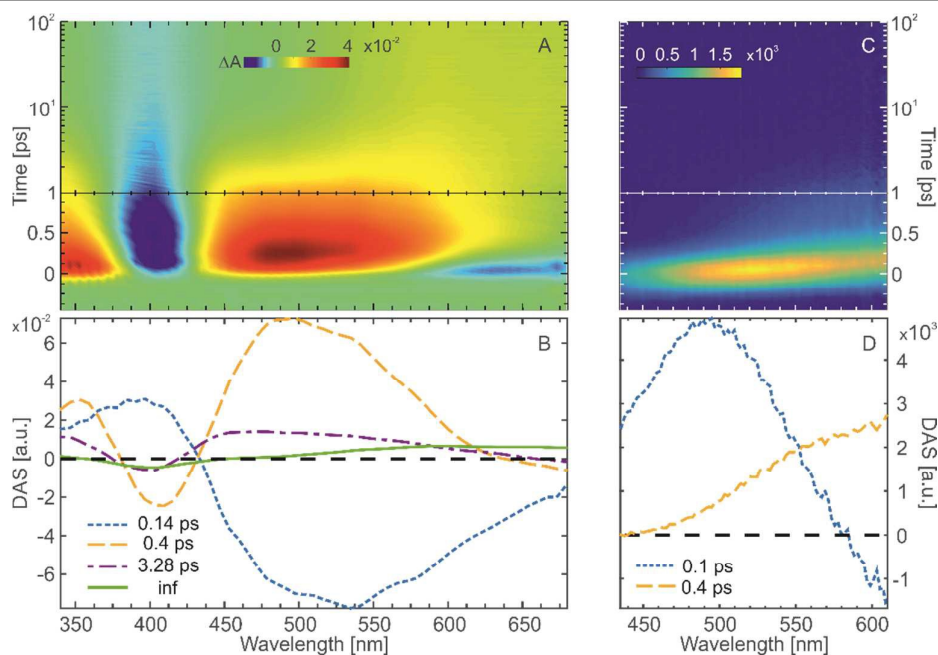 A
ΔA 0 2 4 x10⁻²
Time [ps]
10²
10¹
1
0.5
0
C
0 0.5 1 1.5 x10³
10²
10¹
1
0.5
0
Time [ps]
x10⁻²
B
DAS [a.u.]
6
4
2
0
-2
-4
-6
0.14 ps
0.4 ps
3.28 ps
inf
350 400 450 500 550 600 650
Wavelength [nm]
D
x10³
4
3
2
1
0
-1
DAS [a.u.]
0.1 ps
0.4 ps
450 500 550 600
Wavelength [nm]